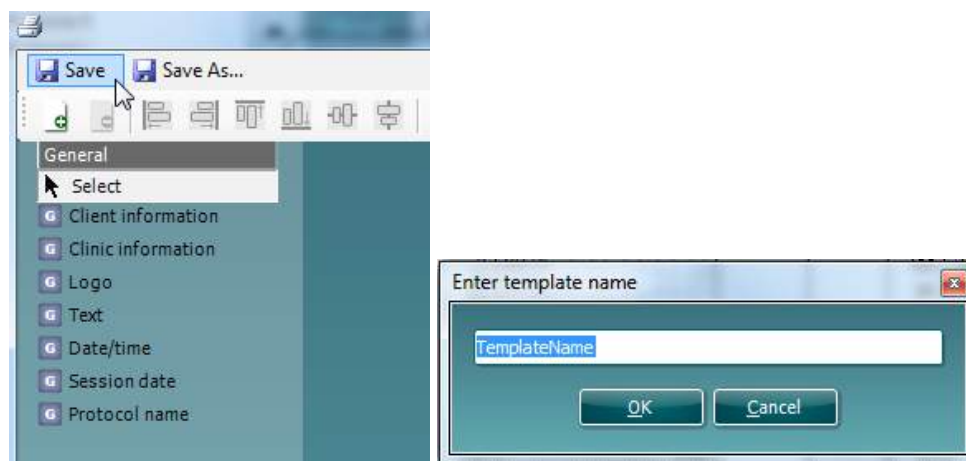 Save Save As...
General
Select
Client information
Clinic information
Logo
Text
Date/time
Session date
Protocol name
Enter template name
TemplateName
OK Cancel